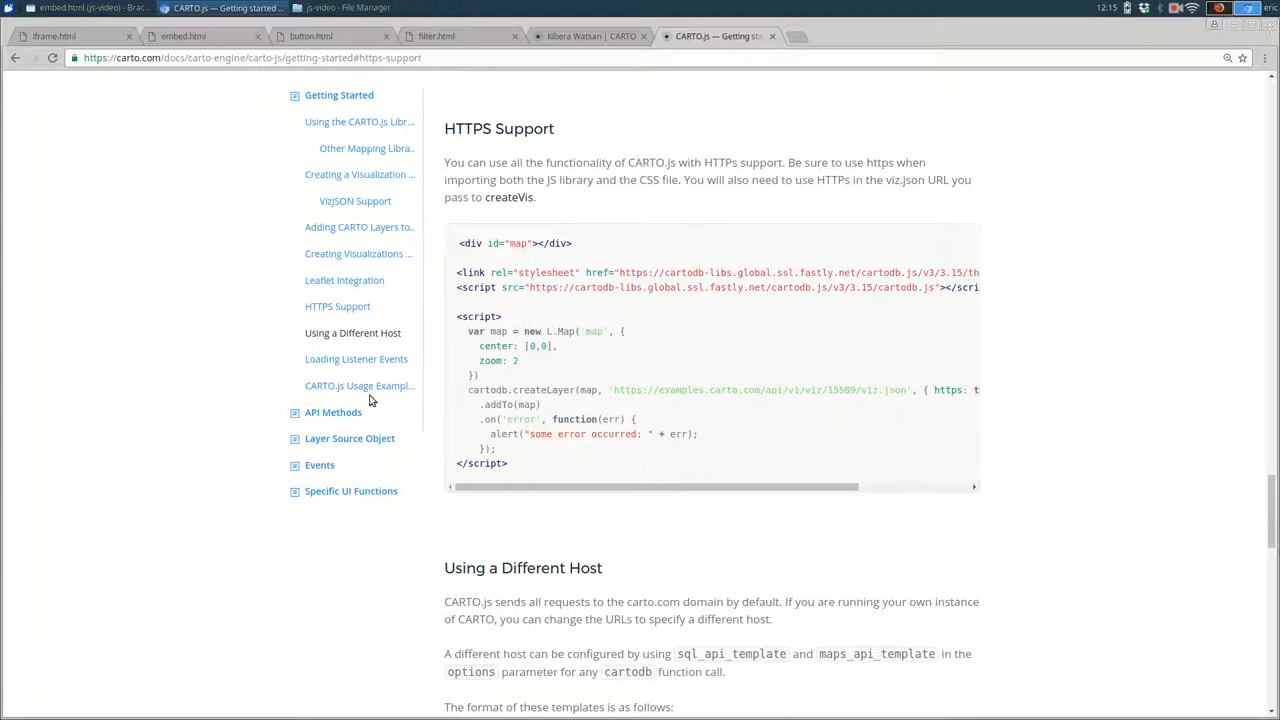 embed.html (js-video) - Brac...
CARTO.js — Getting started ...
js-video - File Manager
12:15
eric
iframe.html
embed.html
button.html
filter.html
Kibera Watsan | CARTO
CARTO.js — Getting sta
https://carto.com/docs/carto-engine/carto-js/getting-started#https-support
Getting Started
Using the CARTO.js Libr...
Other Mapping Libra..
Creating a Visualization ...
VizJSON Support
Adding CARTO Layers to..
Creating Visualizations ...
Leaflet Integration
HTTPS Support
Using a Different Host
Loading Listener Events
CARTO.js Usage Exampl...
API Methods
Layer Source Object
Events
Specific UI Functions
HTTPS Support
You can use all the functionality of CARTO.js with HTTPs support. Be sure to use https when
importing both the JS library and the CSS file. You will also need to use HTTPs in the viz.json URL you
pass to createVis.
<div id="map"></div>
<link rel="stylesheet" href="https://cartodb-libs.global.ssl.fastly.net/cartodb.js/v3/3.15/th
<script src="https://cartodb-libs.global.ssl.fastly.net/cartodb.js/v3/3.15/cartodb.js"></scri
<script>
var map = new L.Map('map', {
center: [0,0],
zoom: 2
})
cartodb.createLayer(map, 'https://examples.carto.com/api/v1/viz/15589/viz.json', { https: t
.addTo(map)
.on('error', function(err) {
alert("some error occurred: " + err);
});
</script>
Using a Different Host
CARTO.js sends all requests to the carto.com domain by default. If you are running your own instance
of CARTO, you can change the URLs to specify a different host.
A different host can be configured by using sql_api_template and maps_api_template in the
options parameter for any cartodb function call.
The format of these templates is as follows: